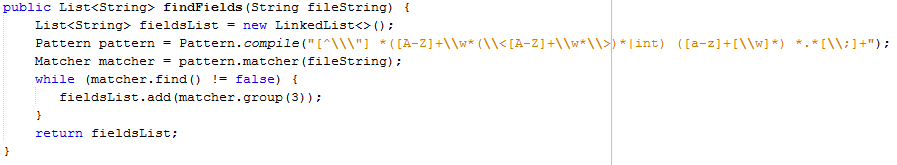 public List<String> findFields(String fileString) {
List<String> fieldsList = new LinkedList<>();
Pattern pattern = Pattern.compile("[^\\\"] *([A-Z]+\\w*(\\<[A-Z]+\\w*\\>)*|int) ([a-z]+[\\w]*) *.*[\\;]+");
Matcher matcher = pattern.matcher(fileString);
while (matcher.find() != false) {
fieldsList.add(matcher.group(3));
}
return fieldsList;
}